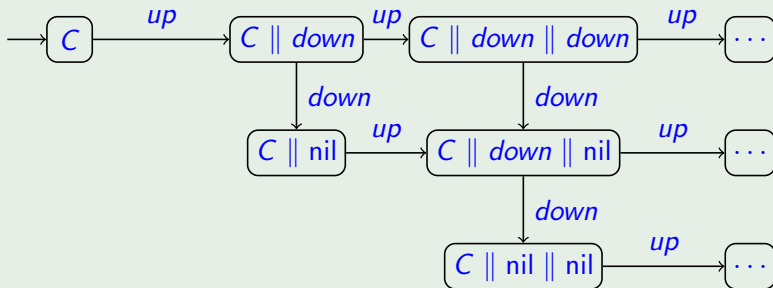 up up up
C C ∥ down C ∥ down ∥ down ···
down down
up up
C ∥ nil C ∥ down ∥ nil ···
down
up
C ∥ nil ∥ nil ···